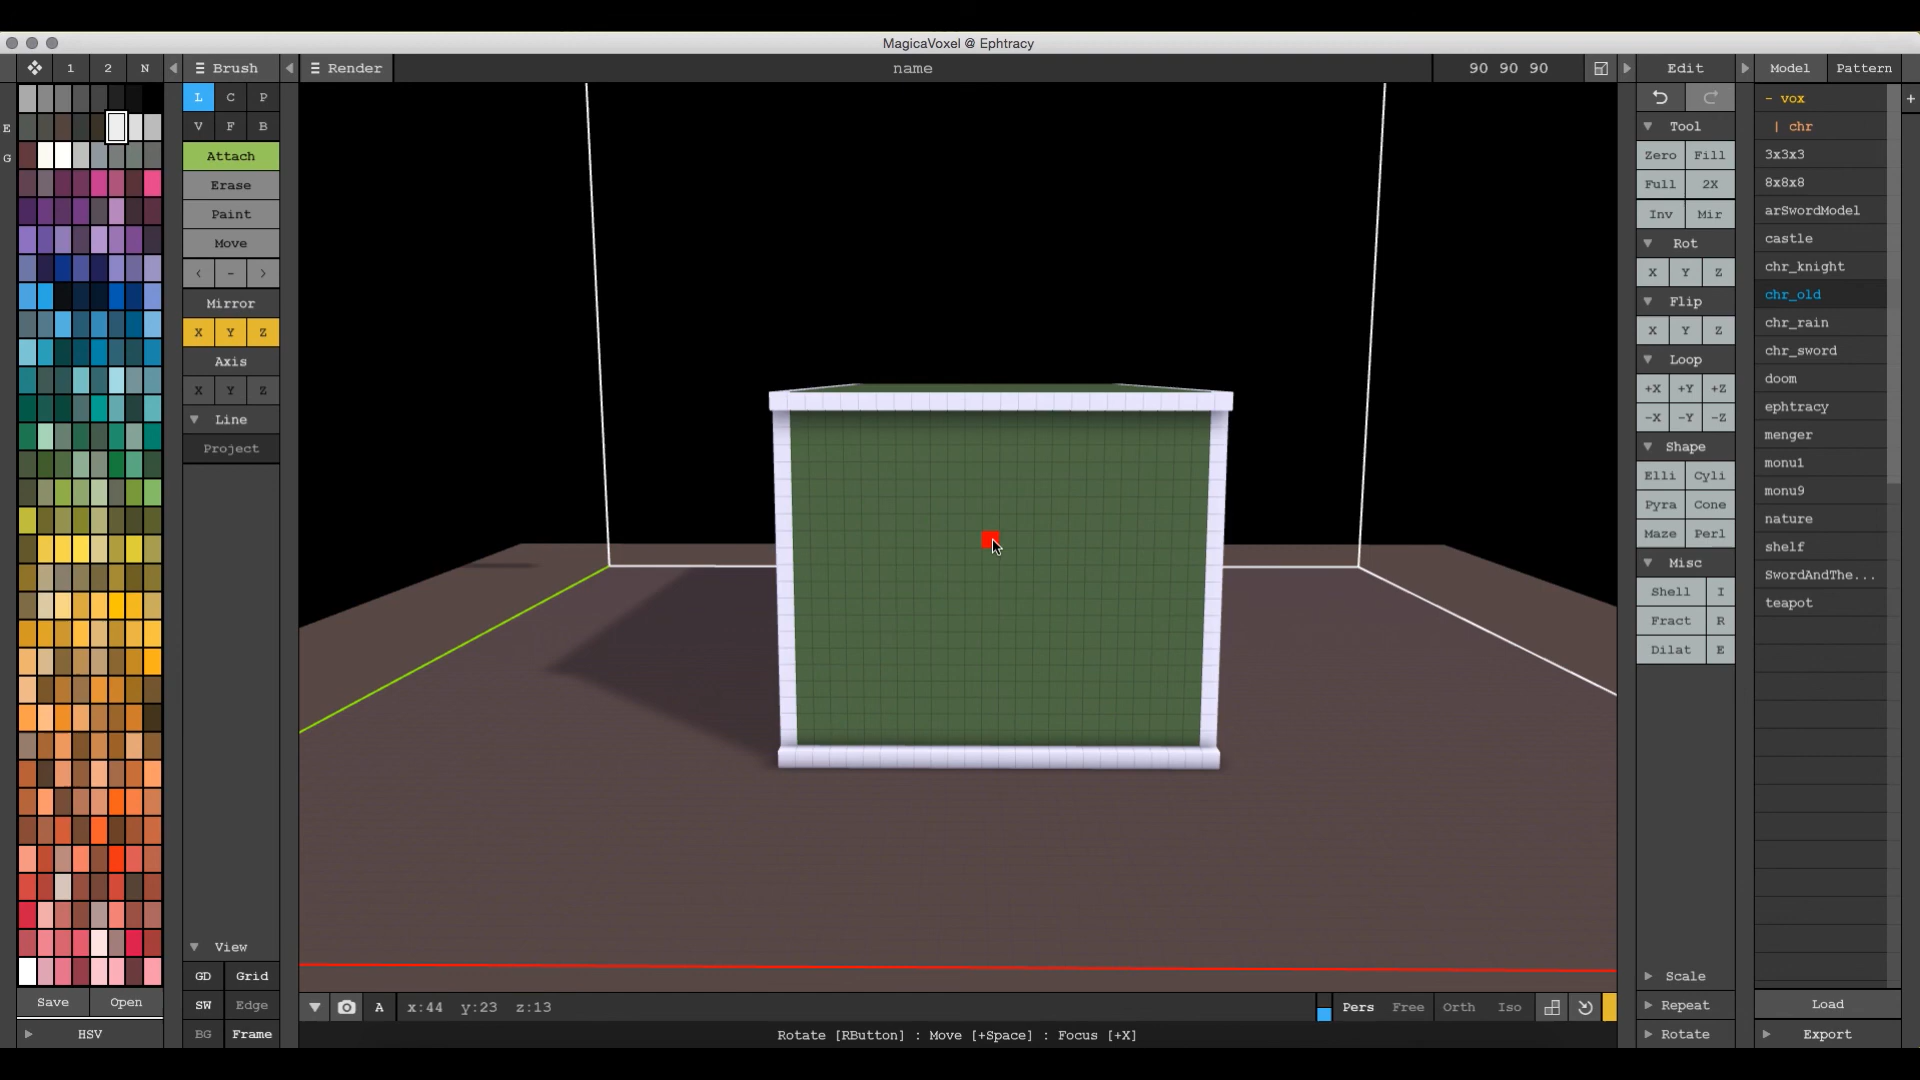 MagicaVoxel @ Ephtracy
1 2 N
Brush
Render
name
90 90 90
Edit
Model
Pattern
L C P
V F B
E
G
Attach
Erase
Paint
Move
< - >
Mirror
X Y Z
Axis
X Y Z
Line
Project
View
GD Grid
SW Edge
BG Frame
Save Open
HSV
A x:44 y:23 z:13
Pers Free Orth Iso
Rotate [RButton] : Move [+Space] : Focus [+X]
Tool
Zero Fill
Full 2X
Inv Mir
Rot
X Y Z
Flip
X Y Z
Loop
+X +Y +Z
-X -Y -Z
Shape
Elli Cyli
Pyra Cone
Maze Perl
Misc
Shell I
Fract R
Dilat E
Scale
Repeat
Rotate
- vox
| chr
3x3x3
8x8x8
arSwordModel
castle
chr_knight
chr_old
chr_rain
chr_sword
doom
ephtracy
menger
monu1
monu9
nature
shelf
SwordAndThe...
teapot
Load
Export
+